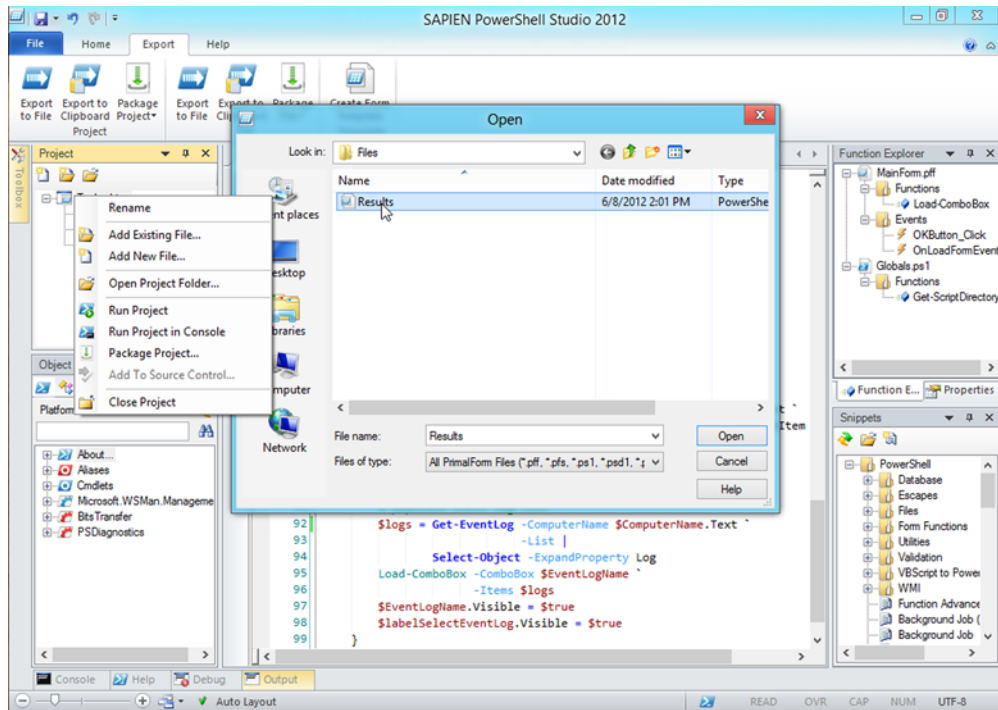 SAPIEN PowerShell Studio 2012
File Home Export Help
Export to File
Export to Clipboard
Package Project
Export to File
Project
Project
Toolbox
Rename
Add Existing File...
Add New File...
Open Project Folder...
Run Project
Run Project in Console
Package Project...
Add To Source Control...
Close Project
Object
Platform
About...
Aliases
Cmdlets
Microsoft.WSMan.Manageme
BitsTransfer
PSDiagnostics
Open
Look in: Files
Name Date modified Type
Results 6/8/2012 2:01 PM PowerShe
nt places
esktop
braries
mputer
Network
File name: Results Open
Files of type: All PrimalForm Files (*.pff, *.pfs, *.ps1, *.psd1, *.p Cancel
Help
t `
Item
92 $logs = Get-EventLog -ComputerName $ComputerName.Text `
93 -List |
94 Select-Object -ExpandProperty Log
95 Load-ComboBox -ComboBox $EventLogName `
96 -Items $logs
97 $EventLogName.Visible = $true
98 $labelSelectEventLog.Visible = $true
99 }
Function Explorer
MainForm.pff
Functions
Load-ComboBox
Events
OKButton_Click
OnLoadFormEvent
Globals.ps1
Functions
Get-ScriptDirectory
Function E... Properties
Snippets
PowerShell
Database
Escapes
Files
Form Functions
Utilities
Validation
VBScript to Power
WMI
Function Advance
Background Job (
Background Job
Console Help Debug Output
Auto Layout READ OVR CAP NUM UTF-8